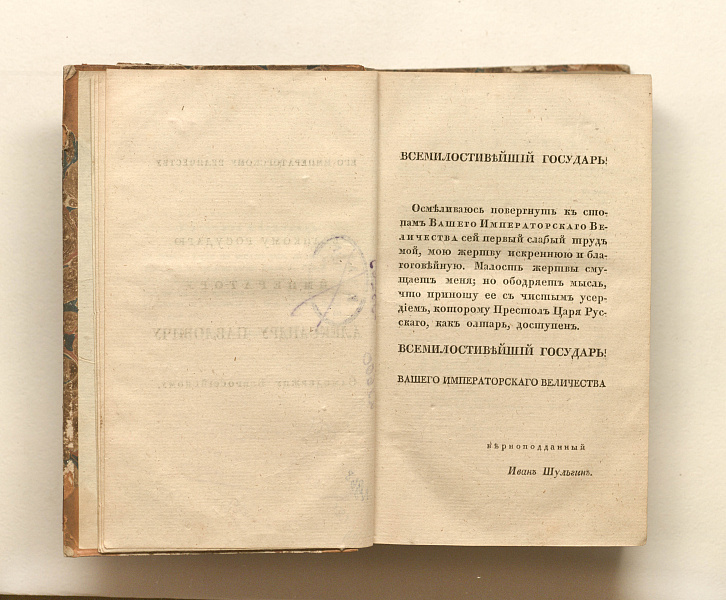 ВСЕМИЛОСТИВѢЙШІЙ ГОСУДАРЬ!
Осмѣливаюсь повергнуть къ сто-
памъ ВАШЕГО ИМПЕРАТОРСКАГО ВЕ-
ЛИЧЕСТВА сей первый слабый трудъ
мой, мою жертву искреннюю и бла-
гоговѣйную. Малость жертвы сму-
щаетъ меня; но ободряетъ мысль,
что приношу ее съ чистымъ усер-
діемъ, которому Престолъ Царя Рус-
скаго, какъ олтарь, доступенъ.
ВСЕМИЛОСТИВѢЙШІЙ ГОСУДАРЬ!
ВАШЕГО ИМПЕРАТОРСКАГО ВЕЛИЧЕСТВА
вѣрноподданный
Иванъ Шульгинъ.